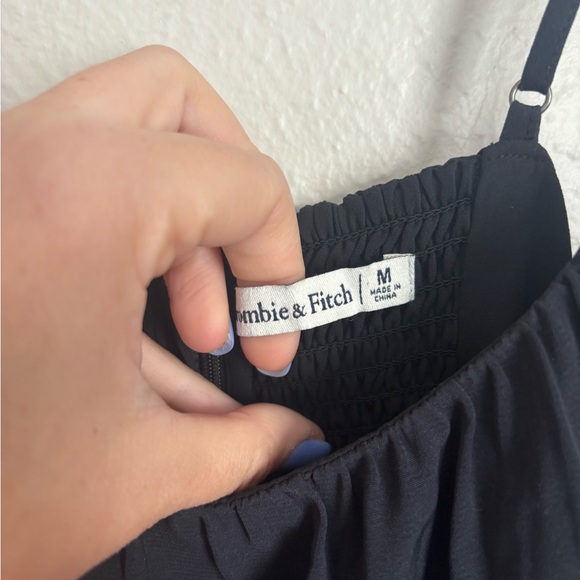 ombie & Fitch
M
MADE IN
CHINA